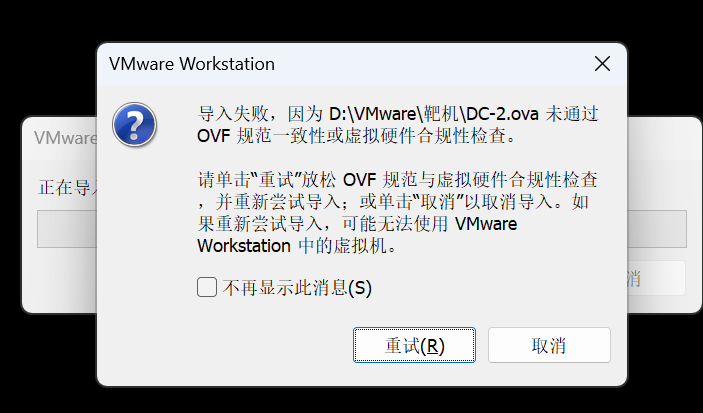 VMware Workstation
导入失败，因为 D:\VMware\靶机\DC-2.ova 未通过
OVF 规范一致性或虚拟硬件合规性检查。
请单击“重试”放松 OVF 规范与虚拟硬件合规性检查
，并重新尝试导入；或单击“取消”以取消导入。如
果重新尝试导入，可能无法使用 VMware
Workstation 中的虚拟机。
不再显示此消息(S)
重试(R)
取消
VMware
正在导
消